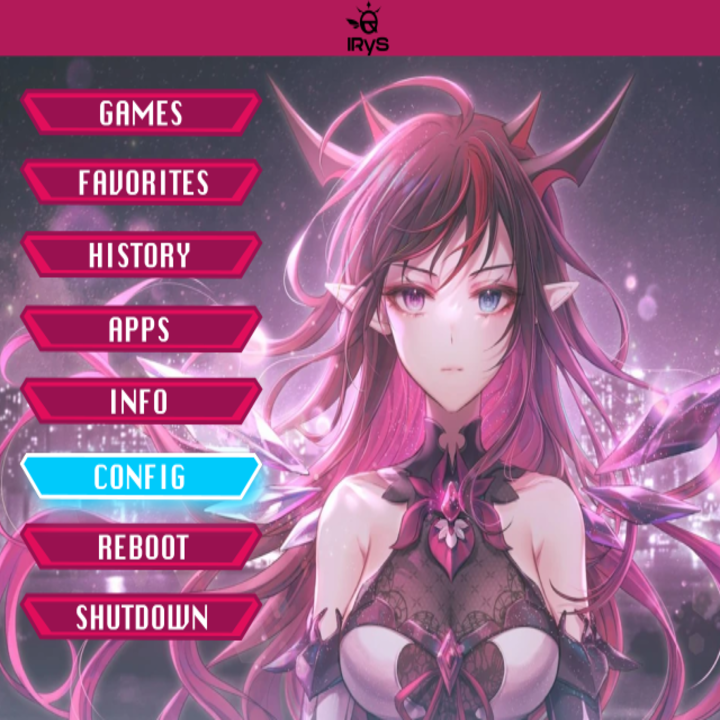 IRyS
GAMES
FAVORITES
HISTORY
APPS
INFO
CONFIG
REBOOT
SHUTDOWN